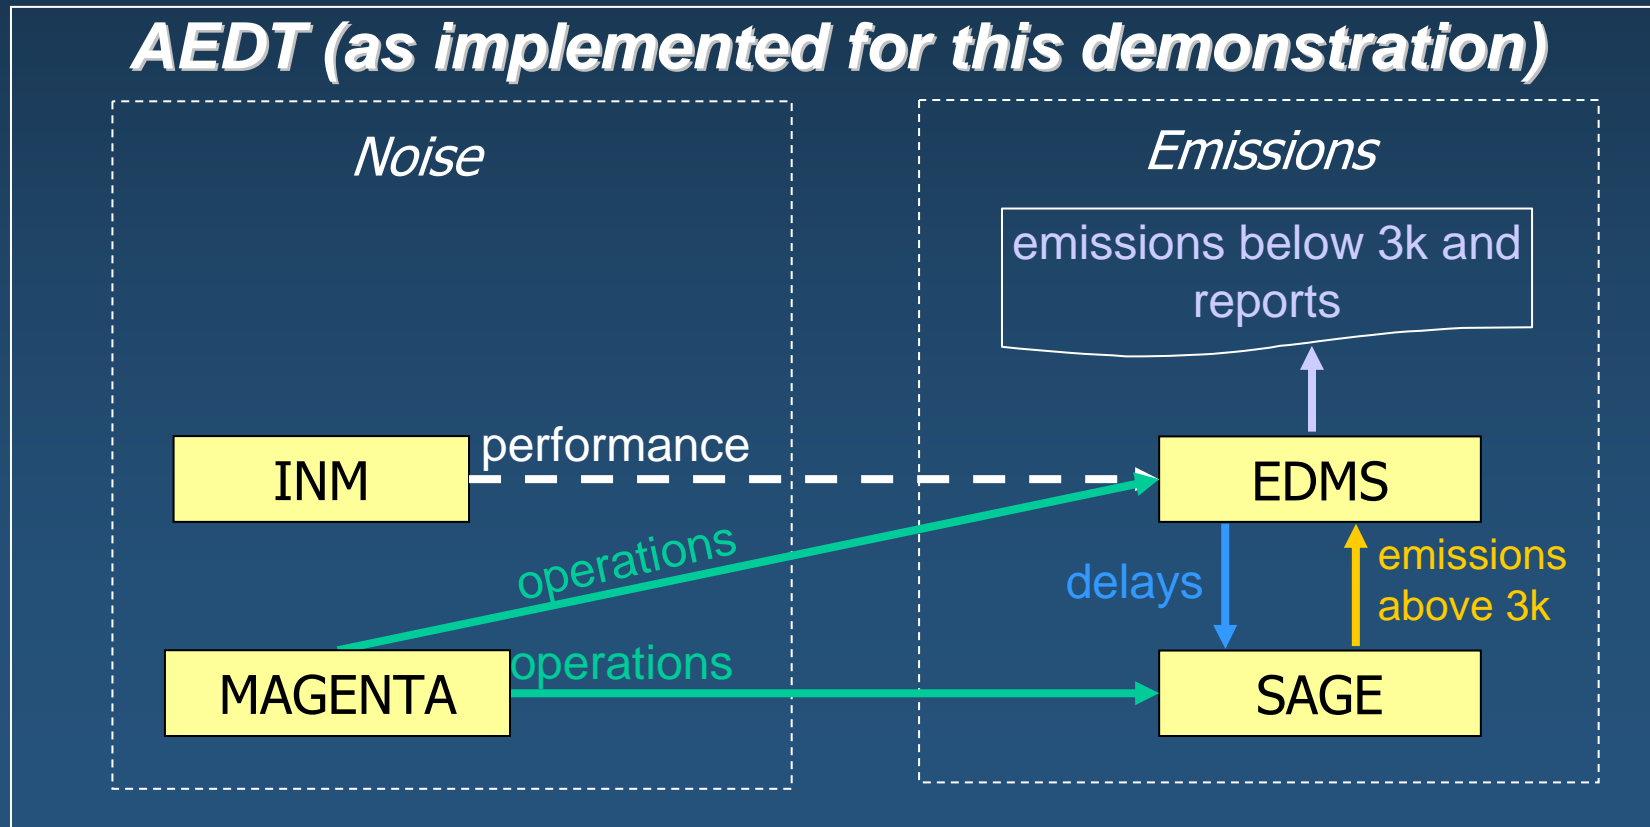 AEDT (as implemented for this demonstration)
Noise
Emissions
emissions below 3k and
reports
INM
performance
EDMS
operations
delays
emissions
above 3k
MAGENTA
operations
SAGE